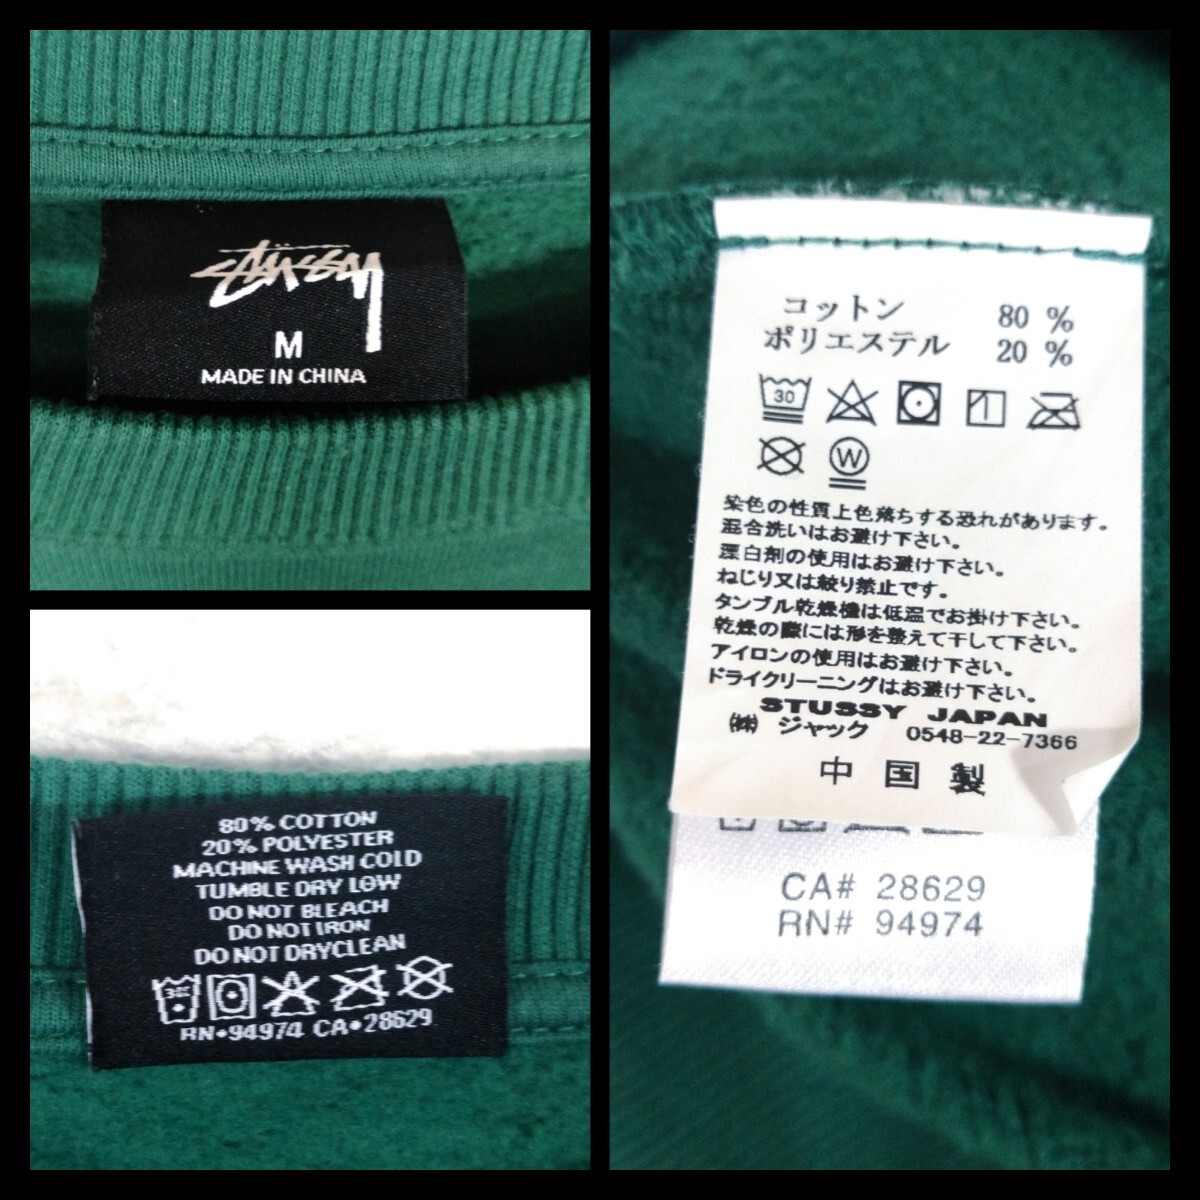 STÜSSY
M
MADE IN CHINA
80% COTTON
20% POLYESTER
MACHINE WASH COLD
TUMBLE DRY LOW
DO NOT BLEACH
DO NOT IRON
DO NOT DRYCLEAN
30c
RN•94974 CA•28629
コットン 80 %
ポリエステル 20 %
30
W
染色の性質上色落ちする恐れがあります。
混合洗いはお避け下さい。
漂白剤の使用はお避け下さい。
ねじり又は絞り禁止です。
タンブル乾燥機は低温でお掛け下さい。
乾燥の際には形を整えて干して下さい。
アイロンの使用はお避け下さい。
ドライクリーニングはお避け下さい。
STUSSY JAPAN
㈱ ジャック 0548-22-7366
中国製
CA# 28629
RN# 94974